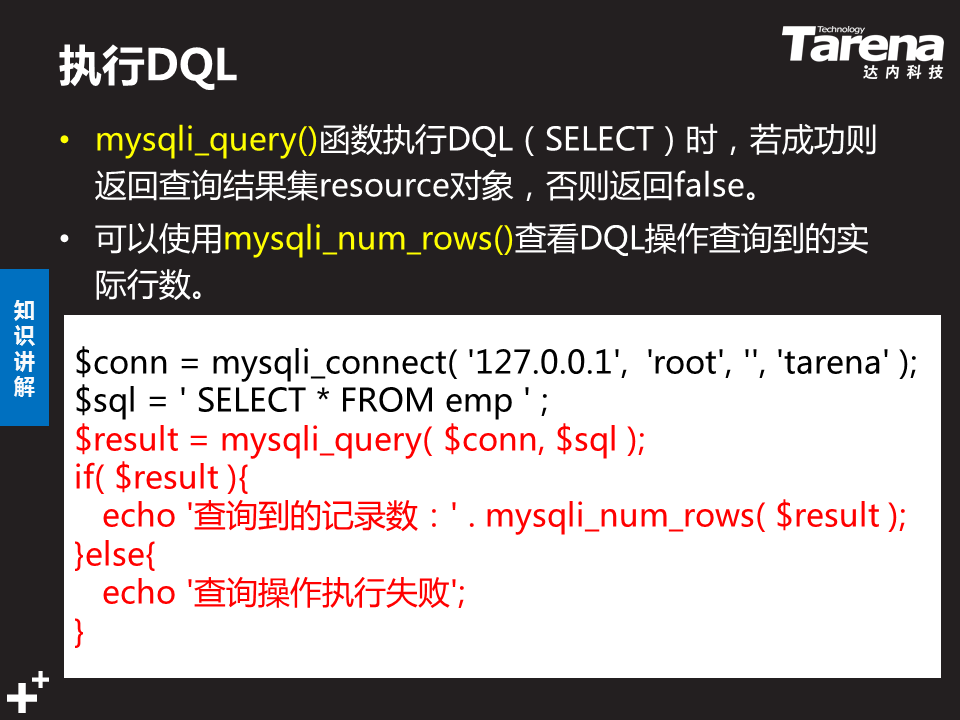 执行DQL
Technology
Tarena
达内科技
• mysqli_query()函数执行DQL（SELECT）时，若成功则
返回查询结果集resource对象，否则返回false。
• 可以使用mysqli_num_rows()查看DQL操作查询到的实
际行数。
知
识
讲
解
$conn = mysqli_connect( '127.0.0.1', 'root', '', 'tarena' );
$sql = ' SELECT * FROM emp ' ;
$result = mysqli_query( $conn, $sql );
if( $result ){
echo '查询到的记录数：' . mysqli_num_rows( $result );
}else{
echo '查询操作执行失败';
}